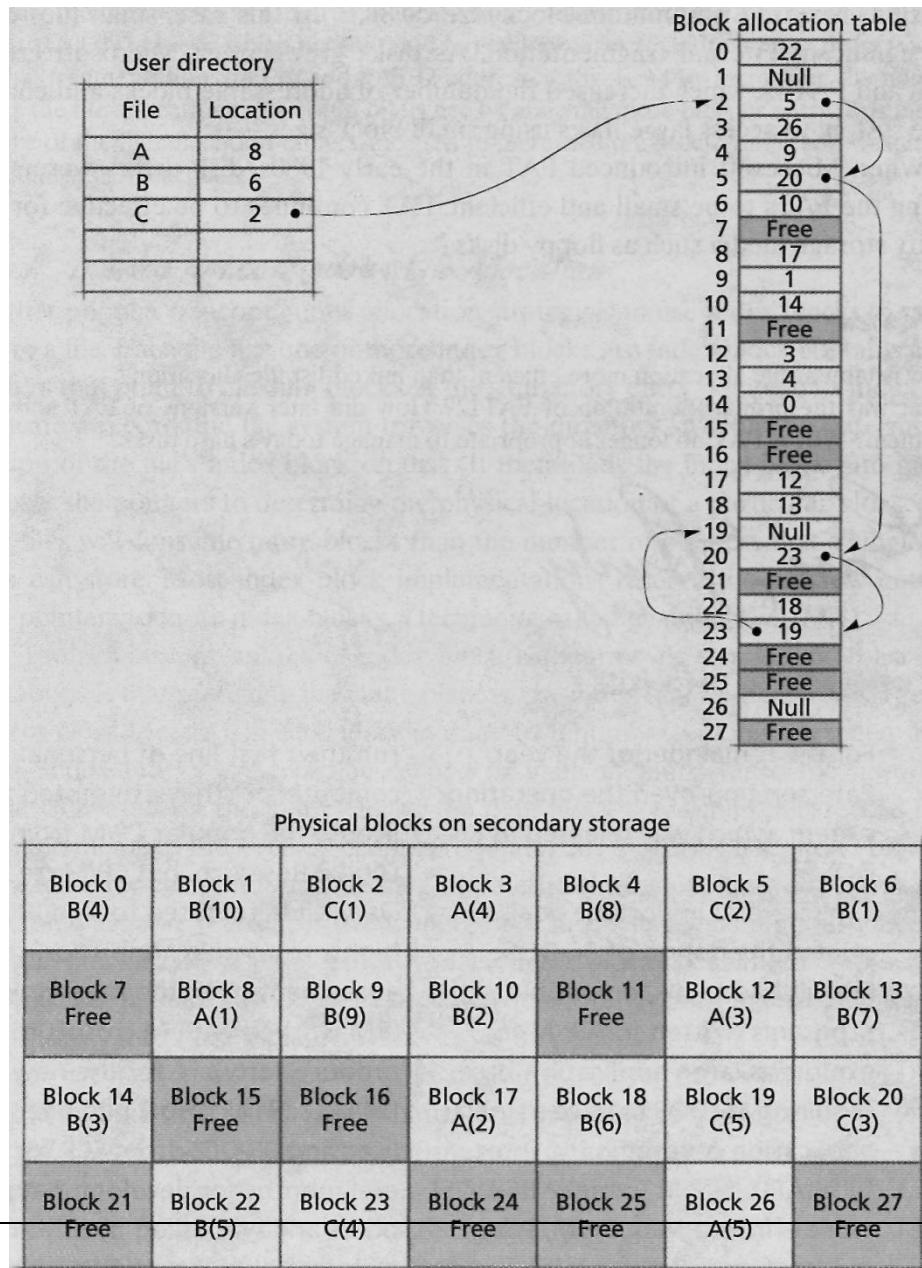 Block allocation table
0 22
1 Null
2 5
3 26
4 9
5 20
6 10
7 Free
8 17
9 1
10 14
11 Free
12 3
13 4
14 0
15 Free
16 Free
17 12
18 13
19 Null
20 23
21 Free
22 18
23 19
24 Free
25 Free
26 Null
27 Free
User directory
File Location
A 8
B 6
C 2
Physical blocks on secondary storage
Block 0 Block 1 Block 2 Block 3 Block 4 Block 5 Block 6
B(4) B(10) C(1) A(4) B(8) C(2) B(1)
Block 7 Block 8 Block 9 Block 10 Block 11 Block 12 Block 13
Free A(1) B(9) B(2) Free A(3) B(7)
Block 14 Block 15 Block 16 Block 17 Block 18 Block 19 Block 20
B(3) Free Free A(2) B(6) C(5) C(3)
Block 21 Block 22 Block 23 Block 24 Block 25 Block 26 Block 27
Free B(5) C(4) Free Free A(5) Free